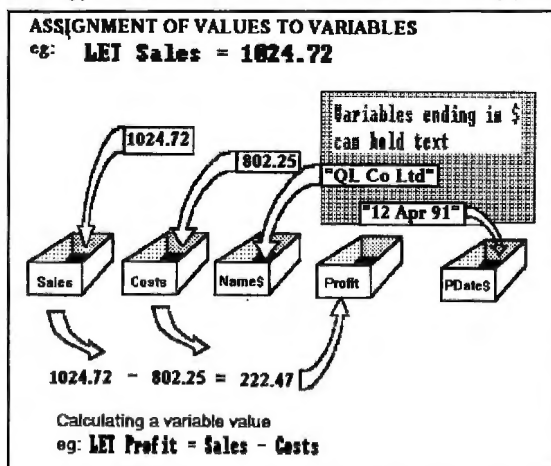 ASSIGNMENT OF VALUES TO VARIABLES
eg: LET Sales = 1024.72
Variables ending in $
can hold text
1024.72
802.25
"QL Co Ltd"
"12 Apr 91"
Sales
Costs
Name$
Profit
PDate$
1024.72 - 802.25 = 222.47
Calculating a variable value
eg: LET Profit = Sales - Costs